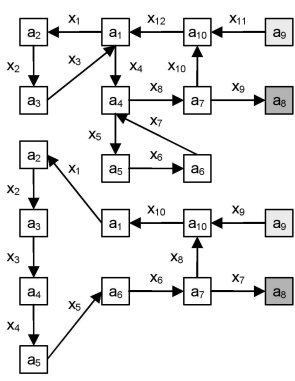 x₁ x₁₂ x₁₁
a₂ a₁ a₁₀ a₉
x₂ x₃ x₄ x₁₀
x₈ x₉
a₃ a₄ a₇ a₈
x₇
x₅ x₆
a₅ a₆
a₂
x₁
x₂ x₁₀ x₉
a₃ a₁ a₁₀ a₉
x₃ x₈
x₆ x₇
a₄ a₆ a₇ a₈
x₄ x₅
a₅